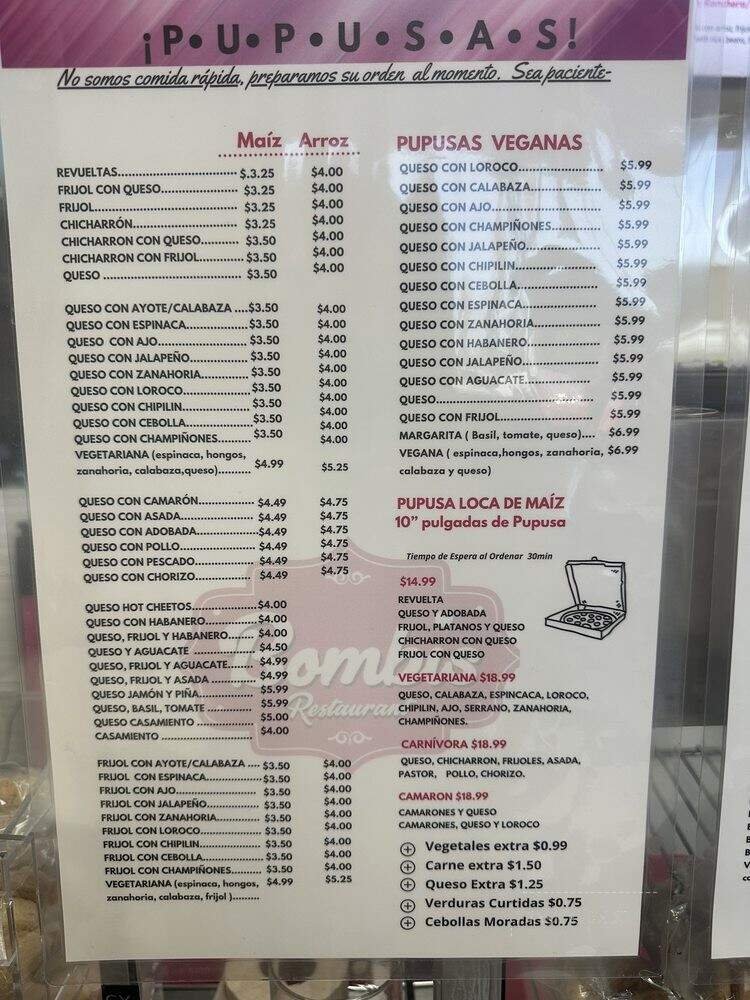 ¡P•U•P•U•S•A•S!
No somos comida rápida, preparamos su orden al momento. Sea paciente-
Maíz Arroz
REVUELTAS.................................. $.3.25 $4.00
FRIJOL CON QUESO...................... $3.25 $4.00
FRIJOL.......................................... $3.25 $4.00
CHICHARRÓN................................ $3.25 $4.00
CHICHARRON CON QUESO........... $3.50 $4.00
CHICHARRON CON FRIJOL........... $3.50 $4.00
QUESO ....................................... $3.50 $4.00
QUESO CON AYOTE/CALABAZA ....$3.50 $4.00
QUESO CON ESPINACA..................$3.50 $4.00
QUESO CON AJO..........................$3.50 $4.00
QUESO CON JALAPEÑO.................$3.50 $4.00
QUESO CON ZANAHORIA..............$3.50 $4.00
QUESO CON LOROCO....................$3.50 $4.00
QUESO CON CHIPILIN....................$3.50 $4.00
QUESO CON CEBOLLA....................$3.50 $4.00
QUESO CON CHAMPIÑONES.........$3.50 $4.00
VEGETARIANA (espinaca, hongos,
zanahoria, calabaza,queso).......... $4.99 $5.25
QUESO CON CAMARÓN................ $4.49 $4.75
QUESO CON ASADA..................... $4.49 $4.75
QUESO CON ADOBADA.................$4.49 $4.75
QUESO CON POLLO...................... $4.49 $4.75
QUESO CON PESCADO................. $4.49 $4.75
QUESO CON CHORIZO................. $4.49 $4.75
QUESO HOT CHEETOS...................$4.00
QUESO CON HABANERO................$4.00
QUESO, FRIJOL Y HABANERO........$4.00
QUESO Y AGUACATE ...................$4.50
QUESO, FRIJOL Y AGUACATE........ $4.99
QUESO, FRIJOL Y ASADA ..............$4.99
QUESO JAMÓN Y PIÑA..................$5.99
QUESO, BASIL, TOMATE ................$5.99
QUESO CASAMIENTO ...................$5.00
CASAMIENTO ...............................$4.00
FRIJOL CON AYOTE/CALABAZA .... $3.50 $4.00
FRIJOL CON ESPINACA.................$3.50 $4.00
FRIJOL CON AJO......................... $3.50 $4.00
FRIJOL CON JALAPEÑO................ $3.50 $4.00
FRIJOL CON ZANAHORIA............. $3.50 $4.00
FRIJOL CON LOROCO................... $3.50 $4.00
FRIJOL CON CHIPILIN................... $3.50 $4.00
FRIJOL CON CEBOLLA................... $3.50 $4.00
FRIJOL CON CHAMPIÑONES......... $3.50 $4.00
VEGETARIANA (espinaca, hongos, $4.99 $5.25
zanahoria, calabaza, frijol ).........
PUPUSAS VEGANAS
QUESO CON LOROCO........................ $5.99
QUESO CON CALABAZA.................... $5.99
QUESO CON AJO............................... $5.99
QUESO CON CHAMPIÑONES.............. $5.99
QUESO CON JALAPEÑO..................... $5.99
QUESO CON CHIPILIN........................ $5.99
QUESO CON CEBOLLA........................ $5.99
QUESO CON ESPINACA..................... $5.99
QUESO CON ZANAHORIA................... $5.99
QUESO CON HABANERO.................... $5.99
QUESO CON JALAPEÑO...................... $5.99
QUESO CON AGUACATE................... $5.99
QUESO............................................ $5.99
QUESO CON FRIJOL.......................... $5.99
MARGARITA ( Basil, tomate, queso).... $6.99
VEGANA ( espinaca,hongos, zanahoria, $6.99
calabaza y queso)
PUPUSA LOCA DE MAÍZ
10” pulgadas de Pupusa
Tiempo de Espera al Ordenar 30min
$14.99
REVUELTA
QUESO Y ADOBADA
FRIJOL, PLATANOS Y QUESO
CHICHARRON CON QUESO
FRIJOL CON QUESO
VEGETARIANA $18.99
QUESO, CALABAZA, ESPINCACA, LOROCO,
CHIPILIN, AJO, SERRANO, ZANAHORIA,
CHAMPIÑONES.
CARNÍVORA $18.99
QUESO, CHICHARRON, FRIJOLES, ASADA,
PASTOR, POLLO, CHORIZO.
CAMARON $18.99
CAMARONES Y QUESO
CAMARONES, QUESO Y LOROCO
Vegetales extra $0.99
Carne extra $1.50
Queso Extra $1.25
Verduras Curtidas $0.75
Cebollas Moradas $0.75
Restaurant